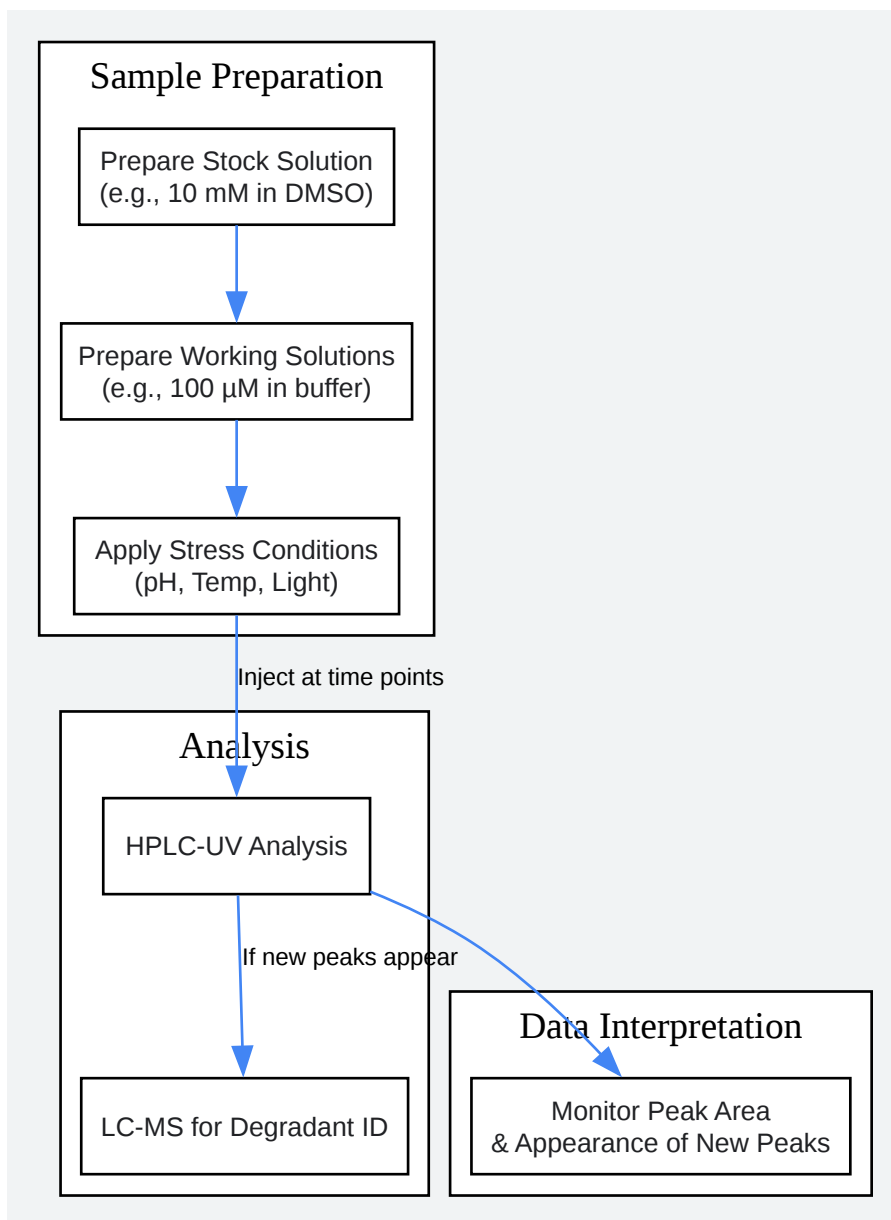 Sample Preparation
Prepare Stock Solution
(e.g., 10 mM in DMSO)
Prepare Working Solutions
(e.g., 100 µM in buffer)
Apply Stress Conditions
(pH, Temp, Light)
Inject at time points
Analysis
HPLC-UV Analysis
If new peaks appear
LC-MS for Degradant ID
Data Interpretation
Monitor Peak Area
& Appearance of New Peaks